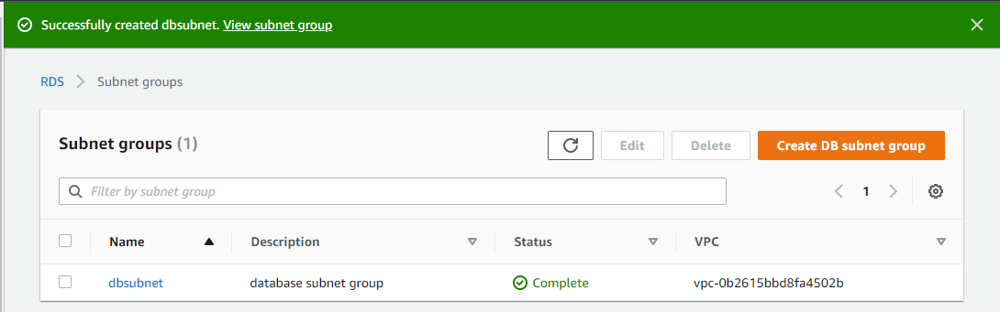 Successfully created dbsubnet. View subnet group
RDS Subnet groups
Subnet groups (1)
Edit Delete Create DB subnet group
Filter by subnet group
1
Name Description Status VPC
dbsubnet database subnet group Complete vpc-0b2615bbd8fa4502b